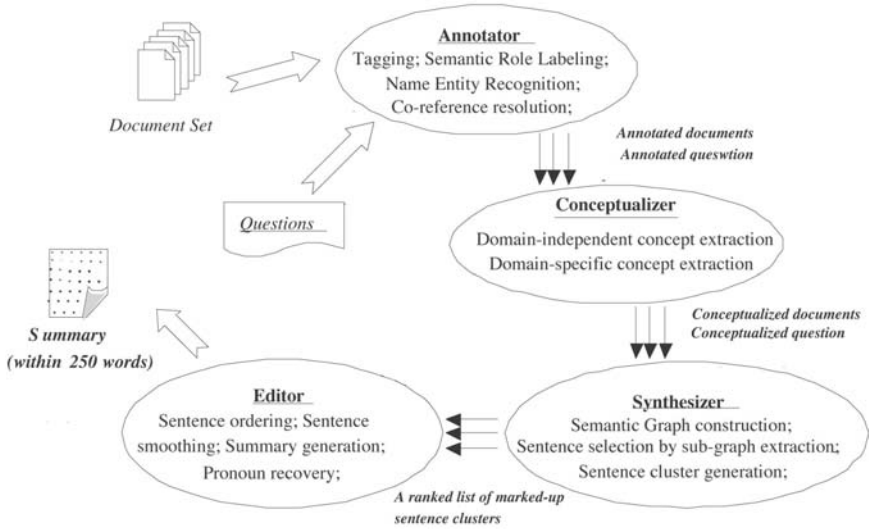 Annotator
Tagging; Semantic Role Labeling;
Name Entity Recognition;
Co-reference resolution;
Document Set
Annotated documents
Annotated queswtion
Questions
Conceptualizer
Domain-independent concept extraction
Domain-specific concept extraction
Conceptualized documents
Conceptualized question
Synthesizer
Semantic Graph construction;
Sentence selection by sub-graph extraction;
Sentence cluster generation;
A ranked list of marked-up
sentence clusters
Editor
Sentence ordering; Sentence
smoothing; Summary generation;
Pronoun recovery;
S ummary
(within 250 words)